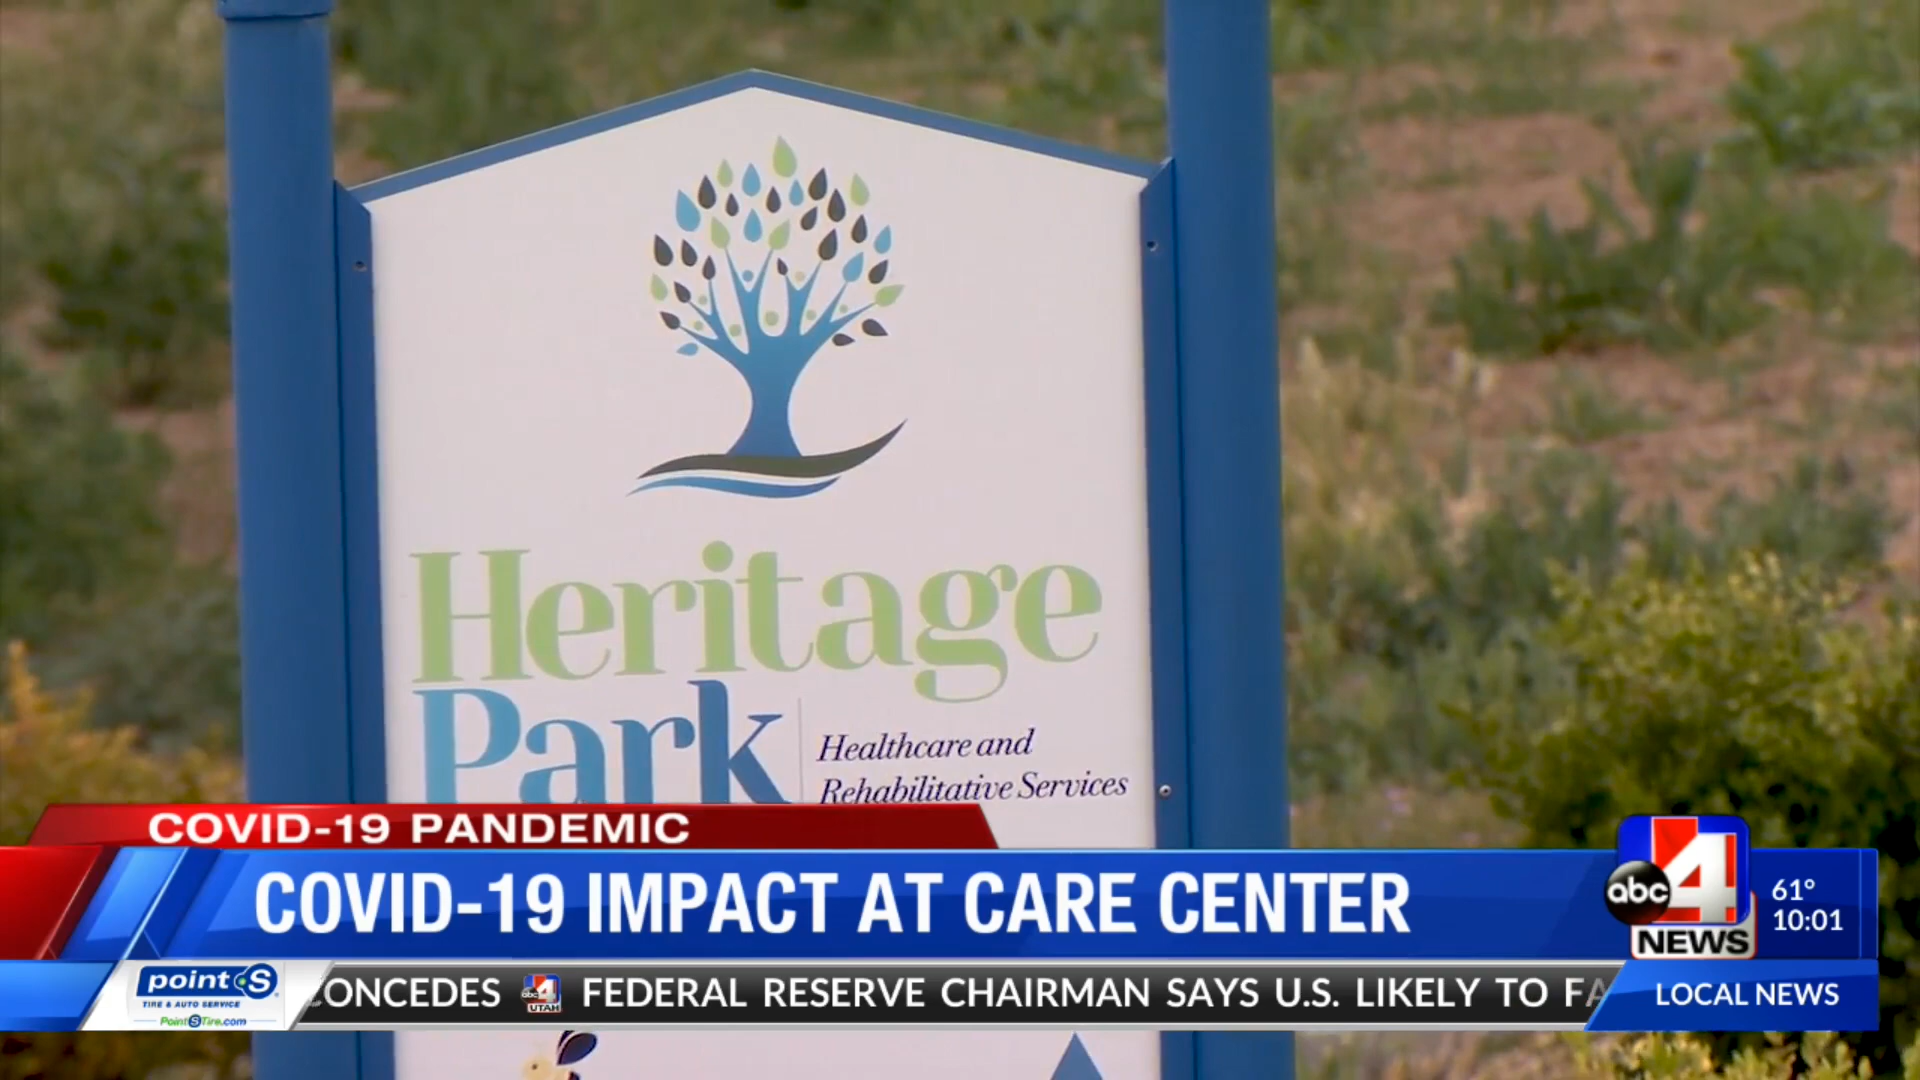 Heritage
Park
Healthcare and
Rehabilitative Services
COVID-19 PANDEMIC
COVID-19 IMPACT AT CARE CENTER
abc 4
NEWS
61°
10:01
point S
TIRE & AUTO SERVICE
PointSTire.com
ONCEDES abc 4 UTAH FEDERAL RESERVE CHAIRMAN SAYS U.S. LIKELY TO FA
LOCAL NEWS